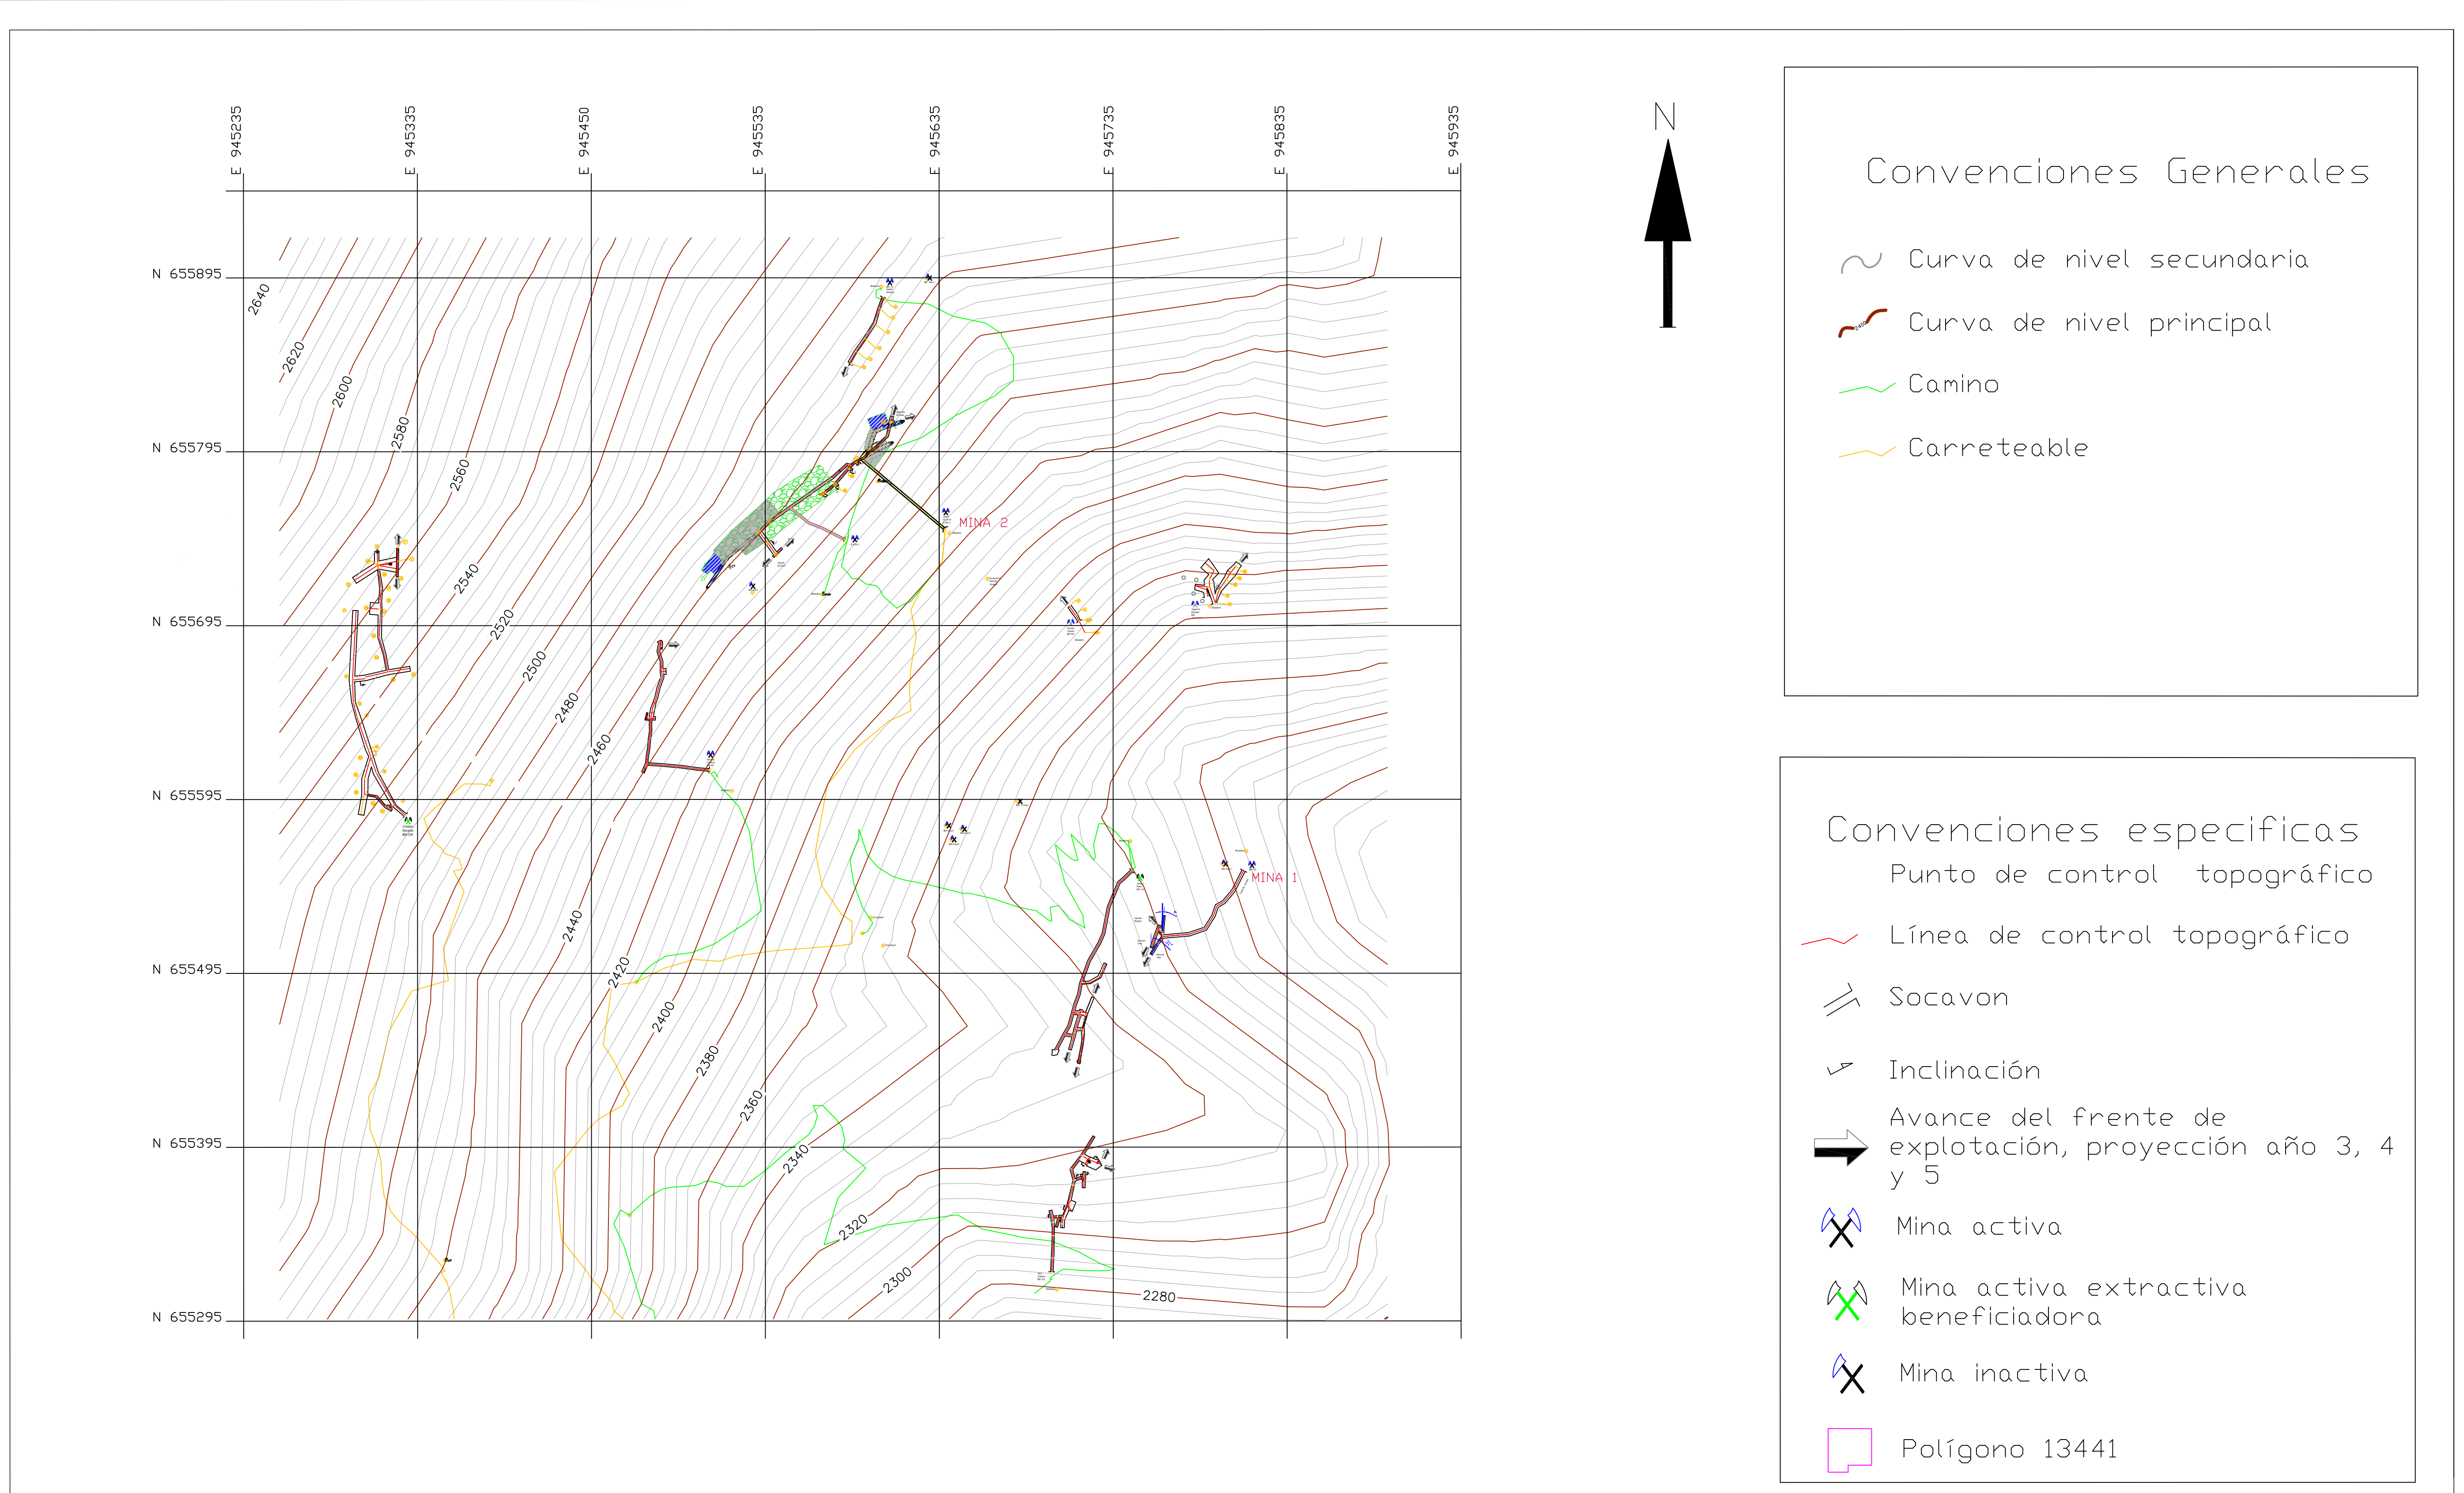 E 945235
E 945335
E 945450
E 945535
E 945635
E 945735
E 945835
E 945935
N 655895
N 655795
N 655695
N 655595
N 655495
N 655395
N 655295
2640
2620
2600
2580
2560
2540
2520
2500
2480
2460
2440
2420
2400
2380
2360
2340
2320
2300
2280
MINA 2
MINA 1
N
Convenciones Generales
Curva de nivel secundaria
Curva de nivel principal
Camino
Carreteable
Convenciones especificas
Punto de control topográfico
Línea de control topográfico
Socavon
Inclinación
Avance del frente de
explotación, proyección año 3, 4
y 5
Mina activa
Mina activa extractiva
beneficiadora
Mina inactiva
Polígono 13441